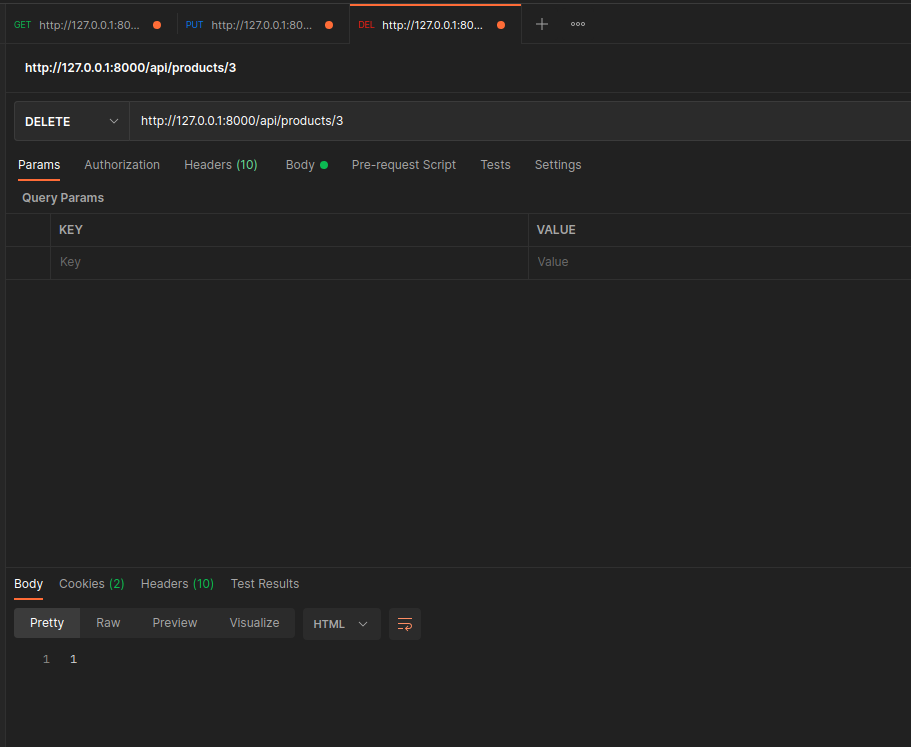 GET http://127.0.0.1:80... PUT http://127.0.0.1:80... DEL http://127.0.0.1:80...
http://127.0.0.1:8000/api/products/3
DELETE http://127.0.0.1:8000/api/products/3
Params Authorization Headers (10) Body Pre-request Script Tests Settings
Query Params
KEY VALUE
Key Value
Body Cookies (2) Headers (10) Test Results
Pretty Raw Preview Visualize HTML
1 1